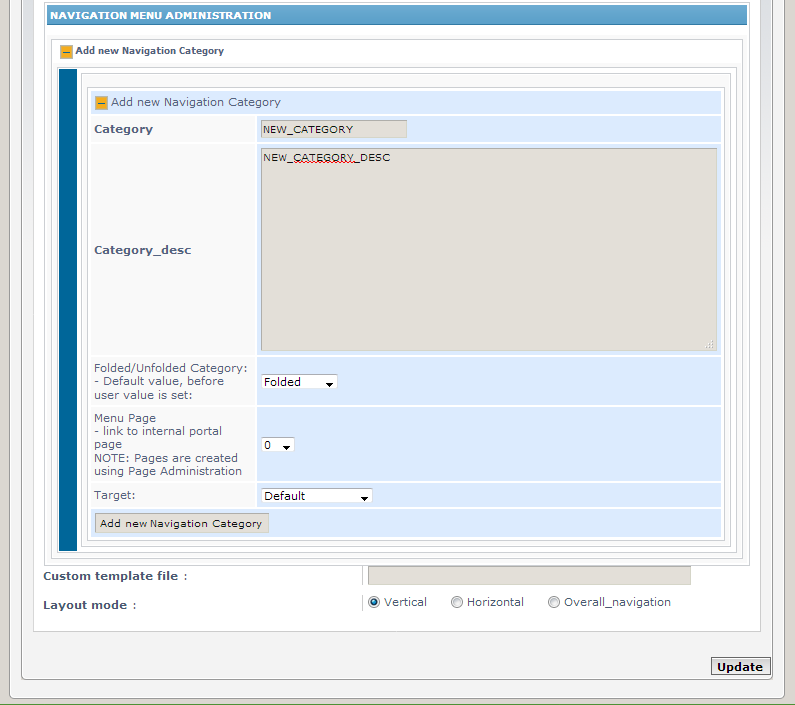 NAVIGATION MENU ADMINISTRATION
Add new Navigation Category
Add new Navigation Category
Category
NEW_CATEGORY
Category_desc
NEW_CATEGORY_DESC
Folded/Unfolded Category:
- Default value, before
user value is set:
Folded
Menu Page
- link to internal portal
page
NOTE: Pages are created
using Page Administration
0
Target:
Default
Add new Navigation Category
Custom template file :
Layout mode :
Vertical Horizontal Overall_navigation
Update